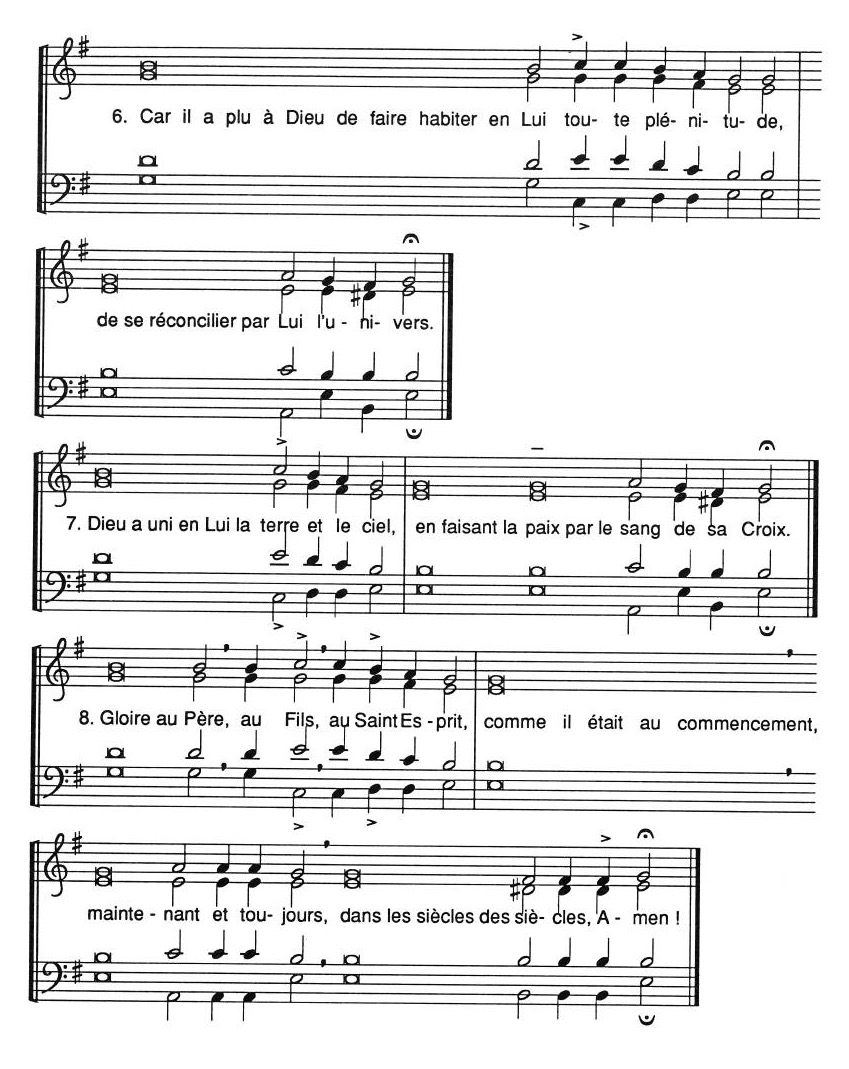 6. Car il a plu à Dieu de faire habiter en Lui tou- te plé- ni- tu- de,
de se réconcilier par Lui l'u - ni- vers.
7. Dieu a uni en Lui la terre et le ciel, en faisant la paix par le sang de sa Croix.
8. Gloire au Père, au Fils, au Saint Es - prit, comme il était au commencement,
mainte - nant et tou- jours, dans les siècles des siè- cles, A - men !